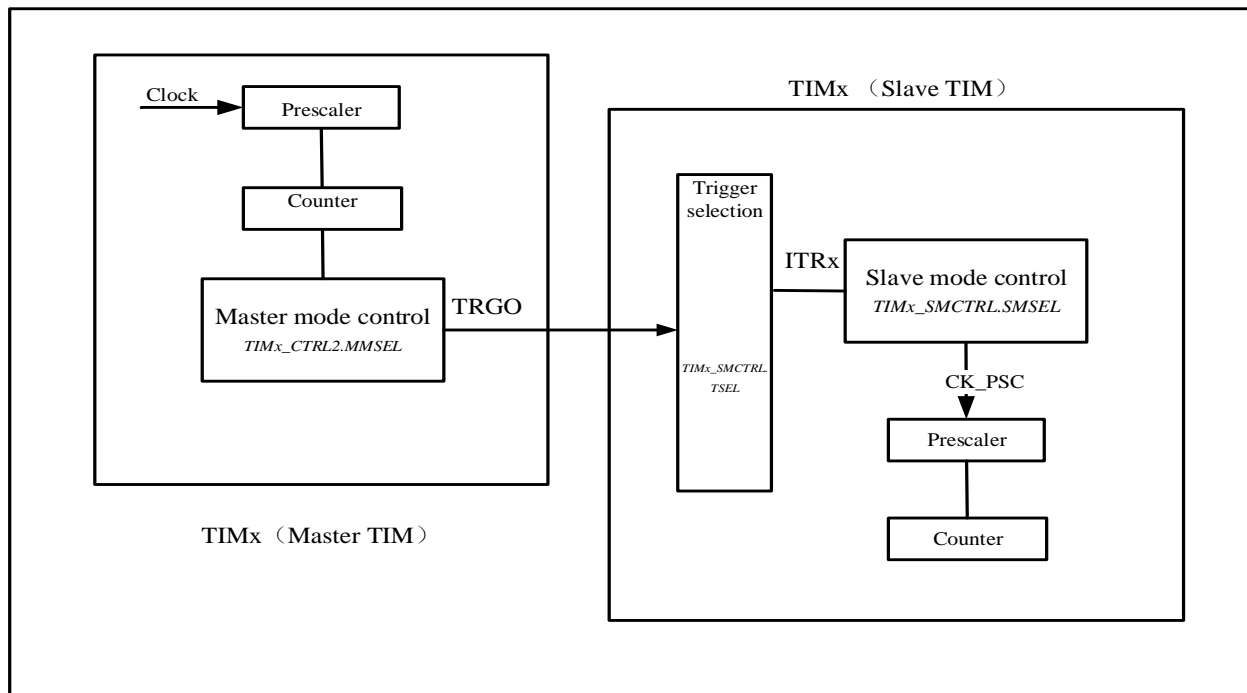 Clock
Prescaler
Counter
Master mode control
TIMx_CTRL2.MMSEL
TRGO
TIMx（Master TIM）
TIMx （Slave TIM）
Trigger
selection
TIMx_SMCTRL.
TSEL
ITRx
Slave mode control
TIMx_SMCTRL.SMSEL
CK_PSC
Prescaler
Counter